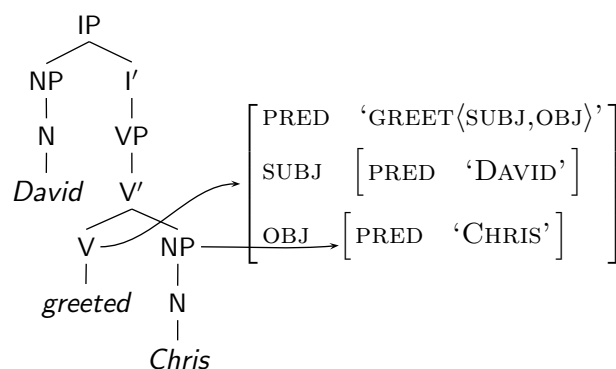 IP
NP I′
N VP
David V′
V NP
greeted N
Chris
PRED ‘GREET⟨SUBJ,OBJ⟩’
SUBJ [PRED ‘DAVID’]
OBJ [PRED ‘CHRIS’]